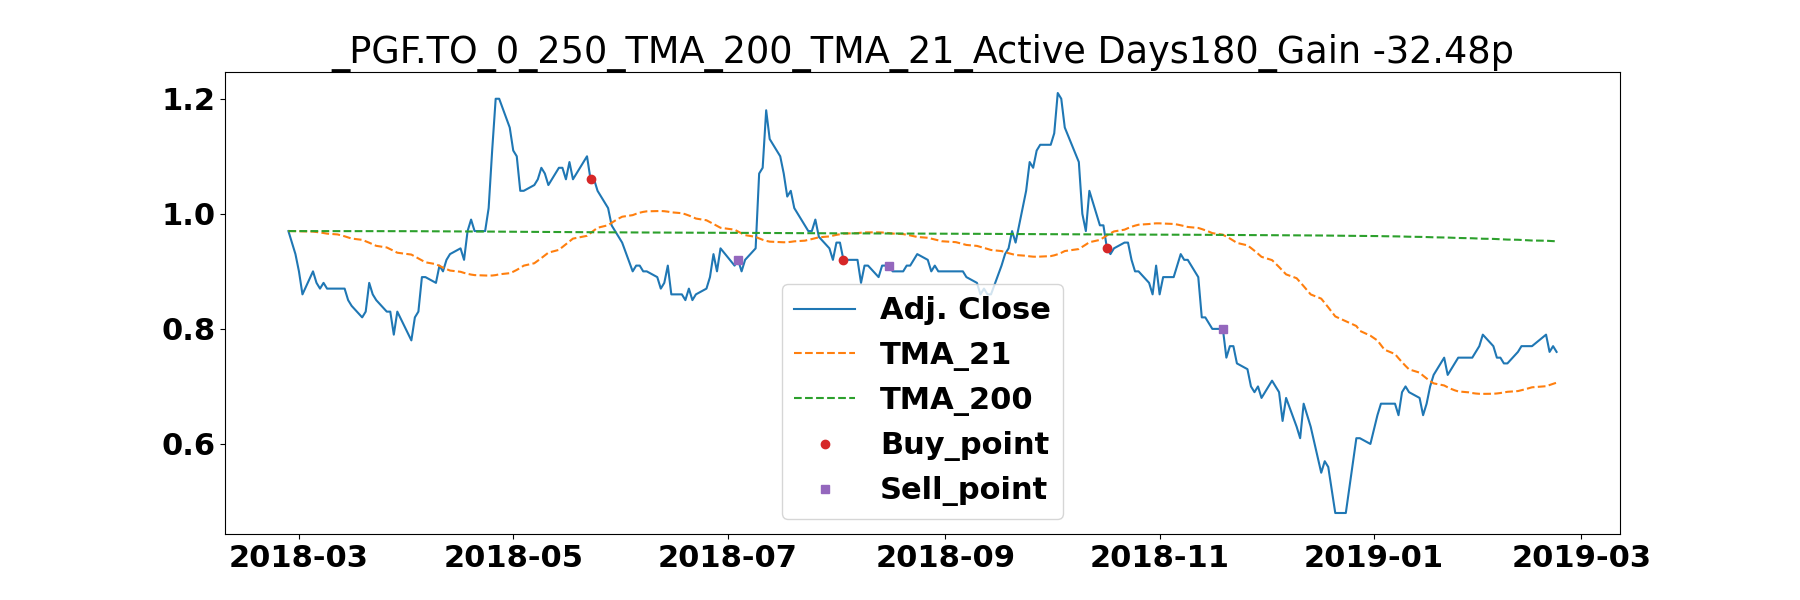 _PGF.TO_0_250_TMA_200_TMA_21_Active Days180_Gain -32.48p
1.2
1.0
0.8
0.6
Adj. Close
TMA_21
TMA_200
Buy_point
Sell_point
2018-03 2018-05 2018-07 2018-09 2018-11 2019-01 2019-03